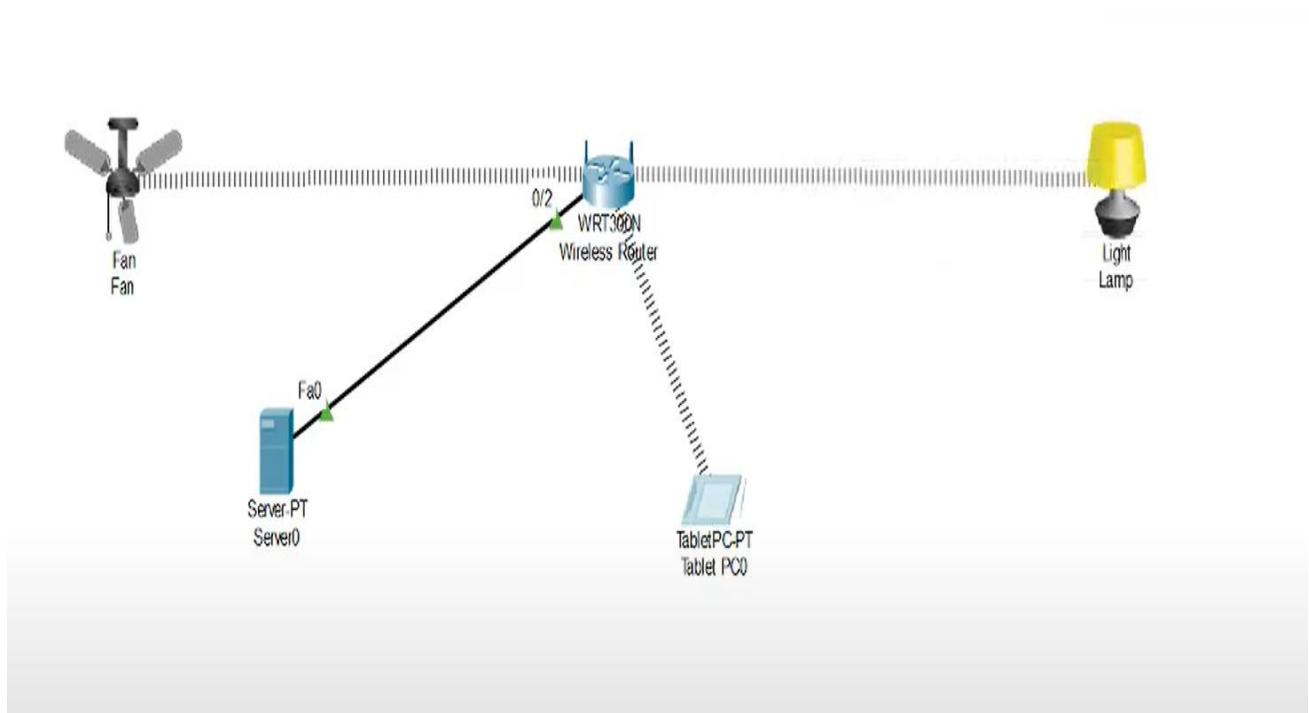 0/2
WRT300N
Wireless Router
Fan
Fan
Light
Lamp
Fa0
Server-PT
Server0
TabletPC-PT
Tablet PC0